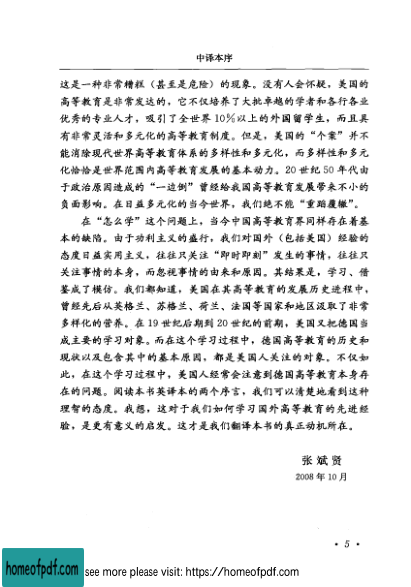 中译本序
这是一种非常糟糕（甚至是危险）的现象。没有人会怀疑，美国的
高等教育是非常发达的，它不仅培养了大批卓越的学者和各行各业
优秀的专业人才，吸引了全世界10％以上的外国留学生，而且具
有非常灵活和多元化的高等教育制度。但是，美国的“个案”并不
能消除现代世界高等教育体系的多样性和多元化，而多样性和多元
化恰恰是世界范围内高等教育发展的基本动力。20世纪50年代由
于政治原因造成的“一边倒”曾经给我国高等教育发展带来不小的
负面影响。在日益多元化的当今世界，我们绝不能“重蹈覆辙”。
在“怎么学”这个问题上，当今中国高等教育界同样存在着基
本的缺陷。由于功利主义的盛行，我们对国外（包括美国）经验的
态度日益实用主义，往往只关注“即时即刻”发生的事情，往往只
关注事情的本身，而忽视事情的由来和原因。其结果是，学习、借
鉴成了模仿。我们都知道，美国在其高等教育的发展历史进程中，
曾经先后从英格兰、苏格兰、荷兰、法国等国家和地区汲取了非常
多样化的营养。在19世纪后期到20世纪的前期，美国又把德国当
成主要的学习对象。而在这个学习过程中，德国高等教育的历史和
现状以及包含其中的基本原因，都是美国人关注的对象。不仅如
此，在这个学习过程中，美国人经常会注意到德国高等教育本身存
在的问题。阅读本书英译本的两个序言，我们可以清楚地看到这种
理智的态度。我想，这对于我们如何学习国外高等教育的先进经
验，是更有意义的启发。这才是我们翻译本书的真正动机所在。
张斌贤
2008年10月
· 5 ·
homeofpdf.com
see more please visit: https://homeofpdf.com